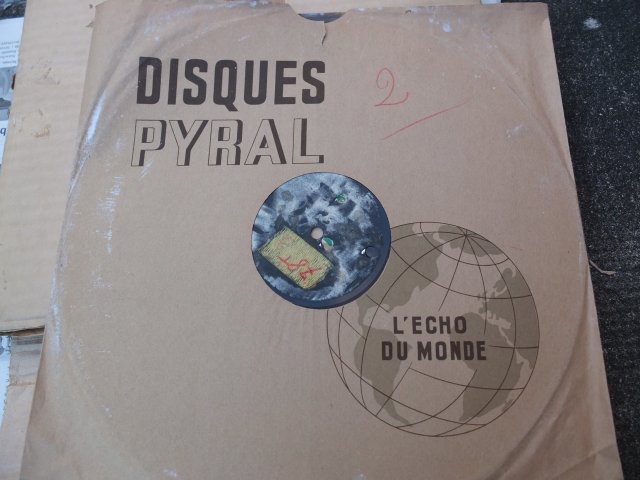 DISQUES
PYRAL
2
L'ECHO
DU MONDE